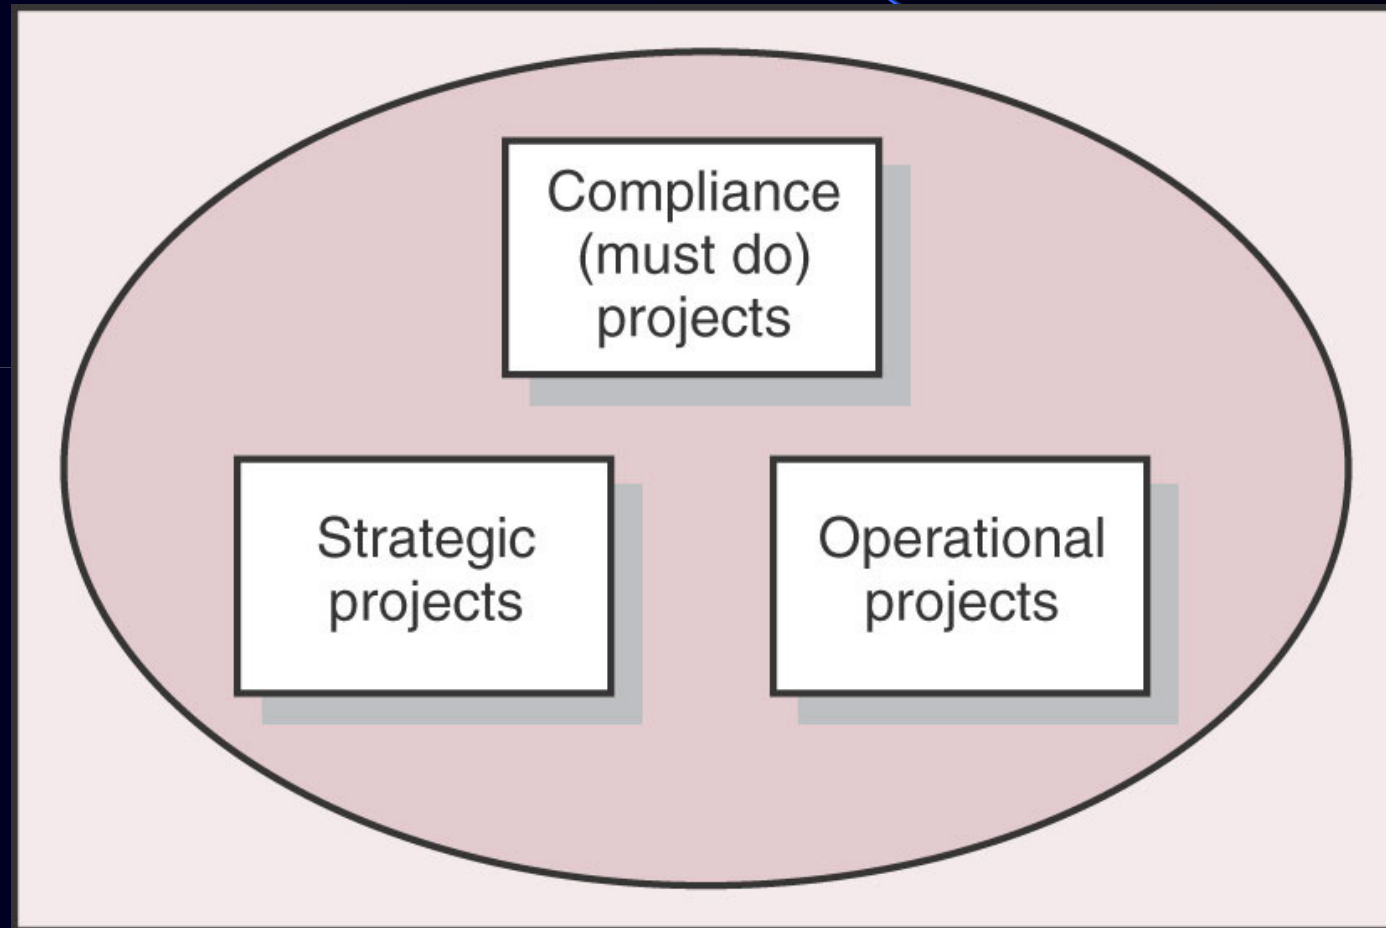 Compliance
(must do)
projects
Strategic
projects
Operational
projects